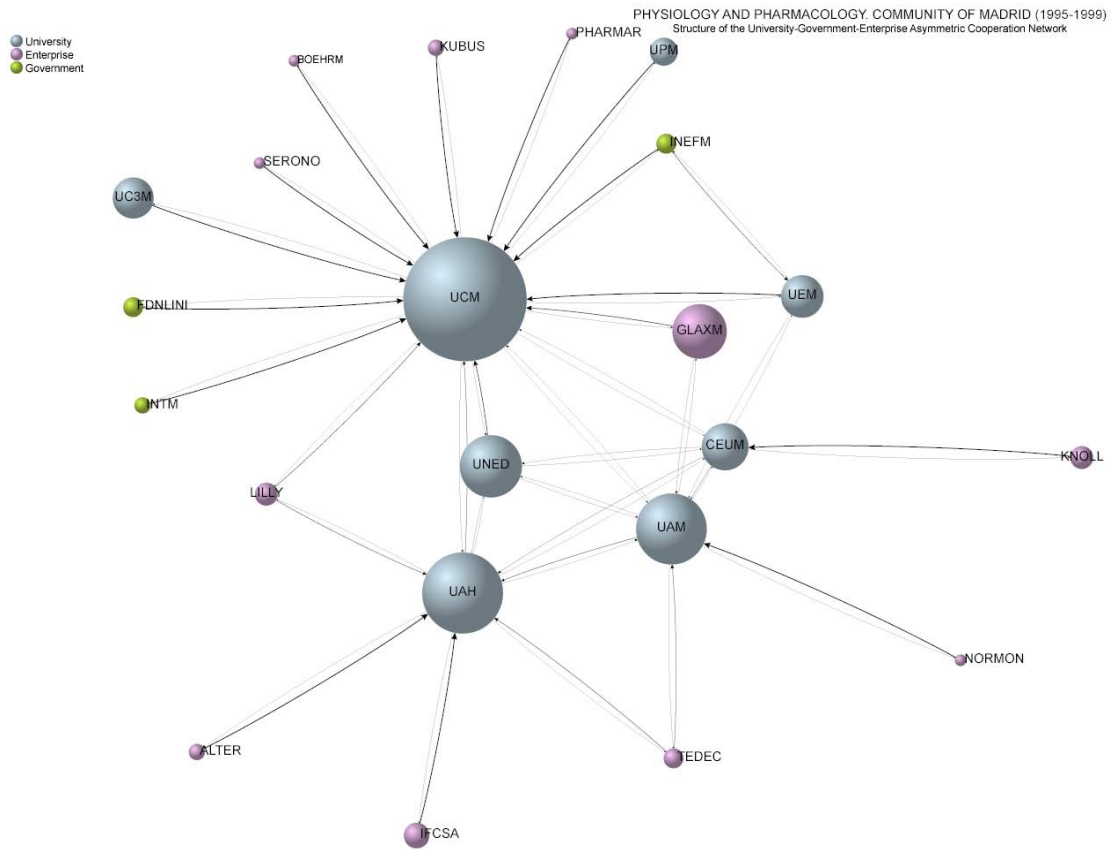 PHYSIOLOGY AND PHARMACOLOGY. COMMUNITY OF MADRID (1995-1999)
Structure of the University-Government-Enterprise Asymmetric Cooperation Network
University
Enterprise
Government
PHARMAR
KUBUS
UPM
BOEHRM
INEFM
SERONO
UC3M
UCM
UEM
FDNLINI
GLAXM
INTM
CEUM
KNOLL
UNED
LILLY
UAM
UAH
NORMON
ALTER
TEDEC
IFCSA